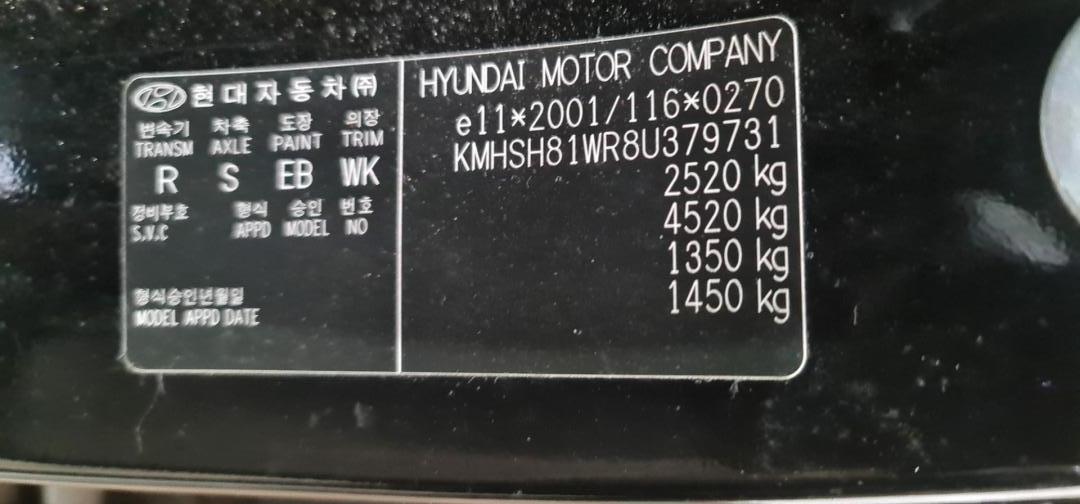 현대자동차㈜
변속기 차축 도장 의장
TRANSM AXLE PAINT TRIM
R S EB WK
정비부호 형식 승인 번호
S.V.C APPD MODEL NO
형식승인년월일
MODEL APPD DATE
HYUNDAI MOTOR COMPANY
e11*2001/116*0270
KMHSH81WR8U379731
2520 kg
4520 kg
1350 kg
1450 kg